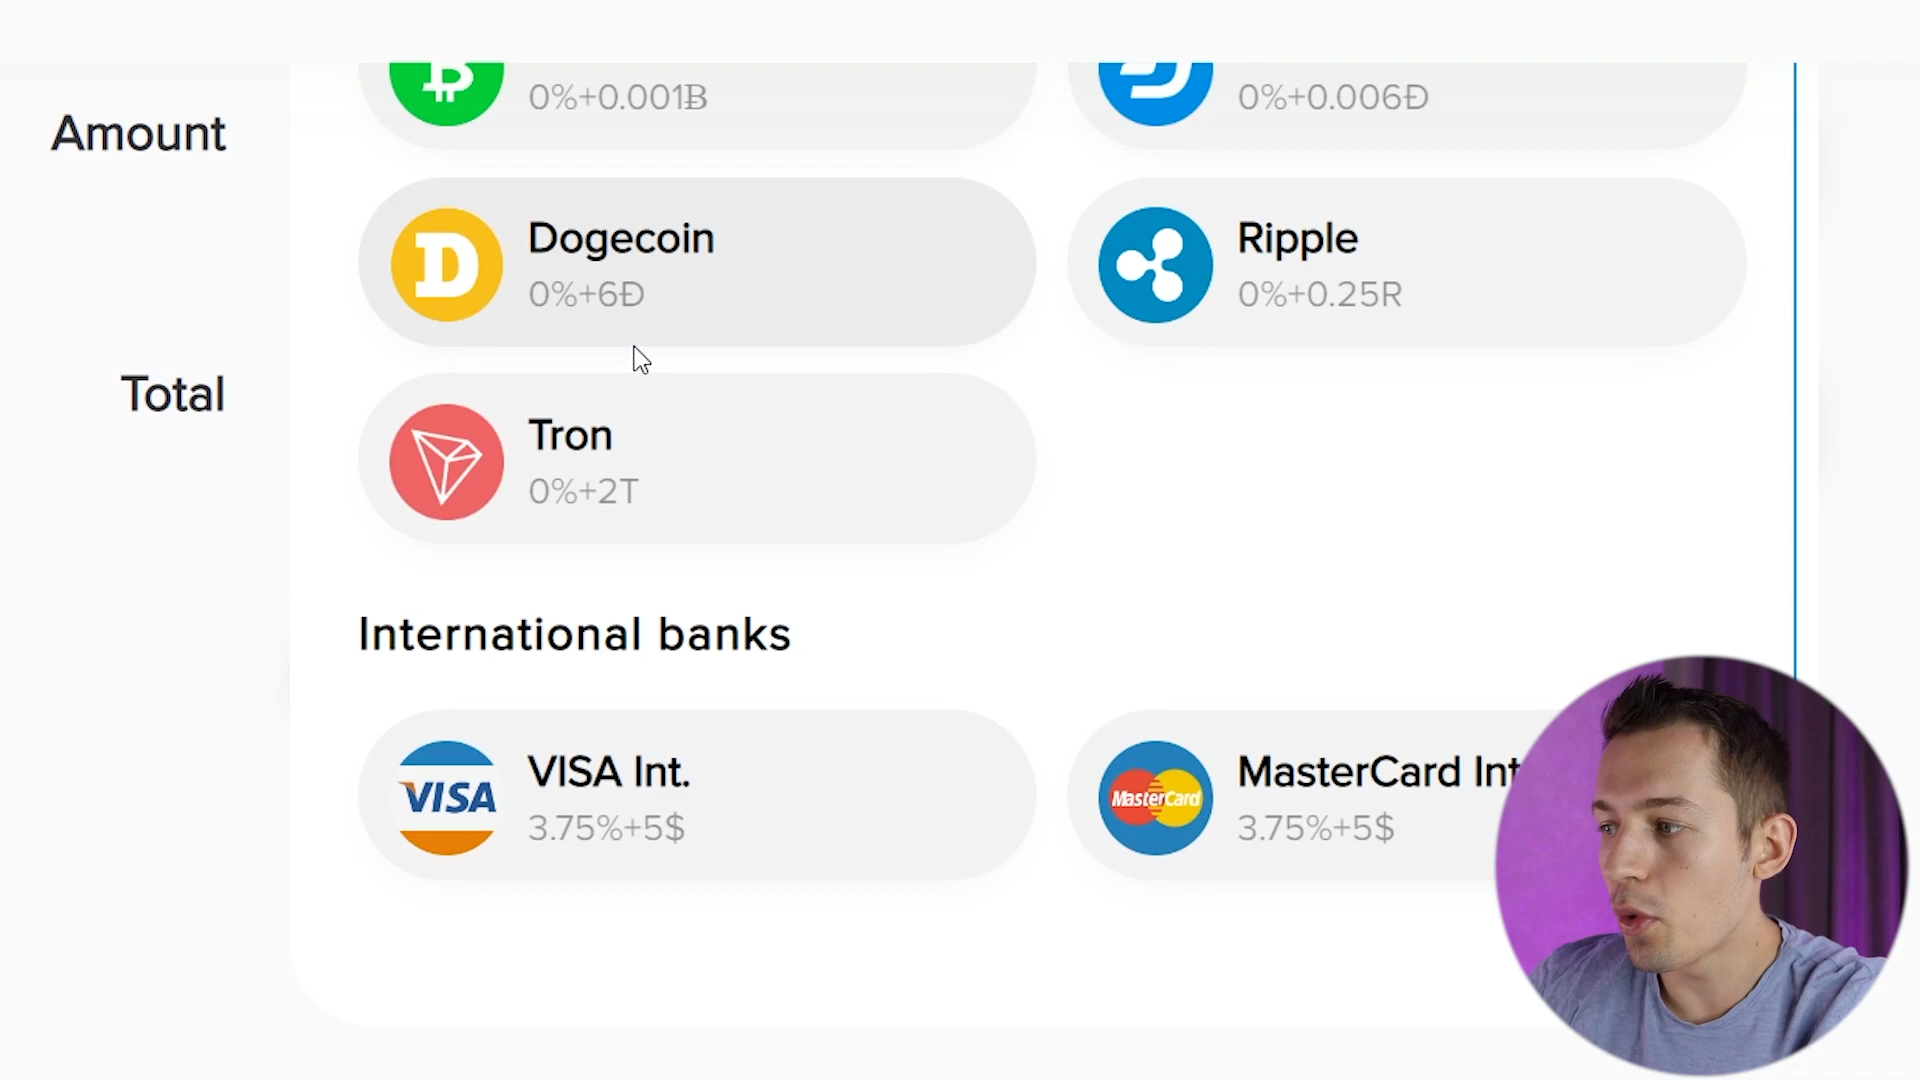 0%+0.001Ƀ
0%+0.006Đ
Amount
Dogecoin
0%+6Đ
Ripple
0%+0.25R
Total
Tron
0%+2T
International banks
VISA
VISA Int.
3.75%+5$
MasterCard
MasterCard Int
3.75%+5$